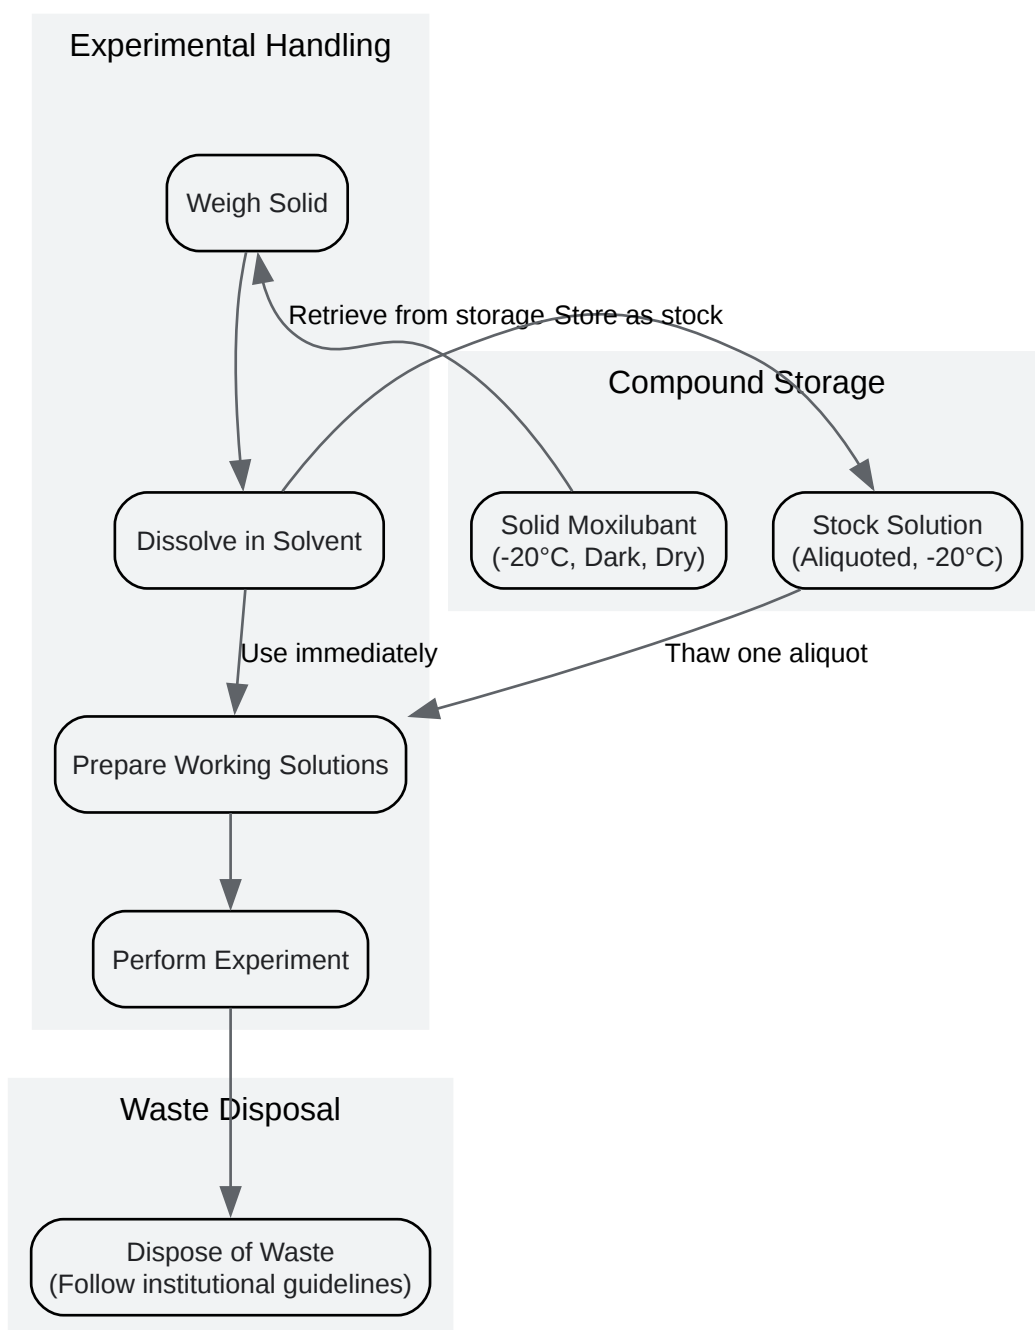 Experimental Handling
Weigh Solid
Retrieve from storage
Store as stock
Compound Storage
Dissolve in Solvent
Solid Moxilubant
(-20°C, Dark, Dry)
Stock Solution
(Aliquoted, -20°C)
Use immediately
Thaw one aliquot
Prepare Working Solutions
Perform Experiment
Waste Disposal
Dispose of Waste
(Follow institutional guidelines)